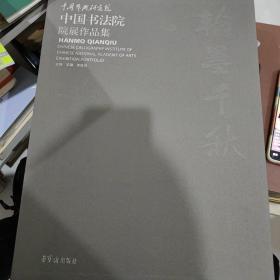 中国艺术研究院
中国书法院
院展作品集
HANMO QIANQIU
CHINESE CALLIGRAPHY INSTITUTE OF
CHINESE NATIONAL ACADEMY OF ARTS
EXHIBITION PORTFOLIO
翰墨千秋